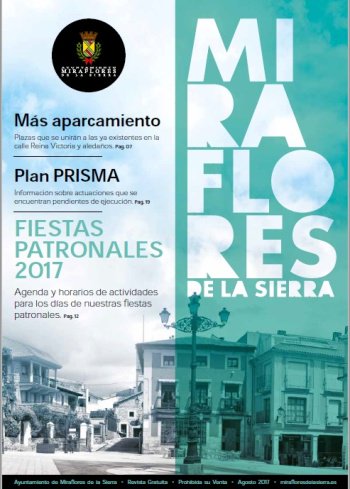 AYUNTAMIENTO
MIRAFLORES
DE LA SIERRA
Más aparcamiento
Plazas que se unirán a las ya existentes en la
calle Reina Victoria y aledaños. Pag. 07
Plan PRISMA
Información sobre actuaciones que se
encuentran pendientes de ejecución. Pag. 19
FIESTAS
PATRONALES
2017
Agenda y horarios de actividades
para los días de nuestras fiestas
patronales. Pag. 12
MI
RA
FLO
RES
DE LA SIERRA
Ayuntamiento de Miraflores de la Sierra • Revista Gratuita • Prohibida su Venta • Agosto 2017 • mirafloresdelasierra.es